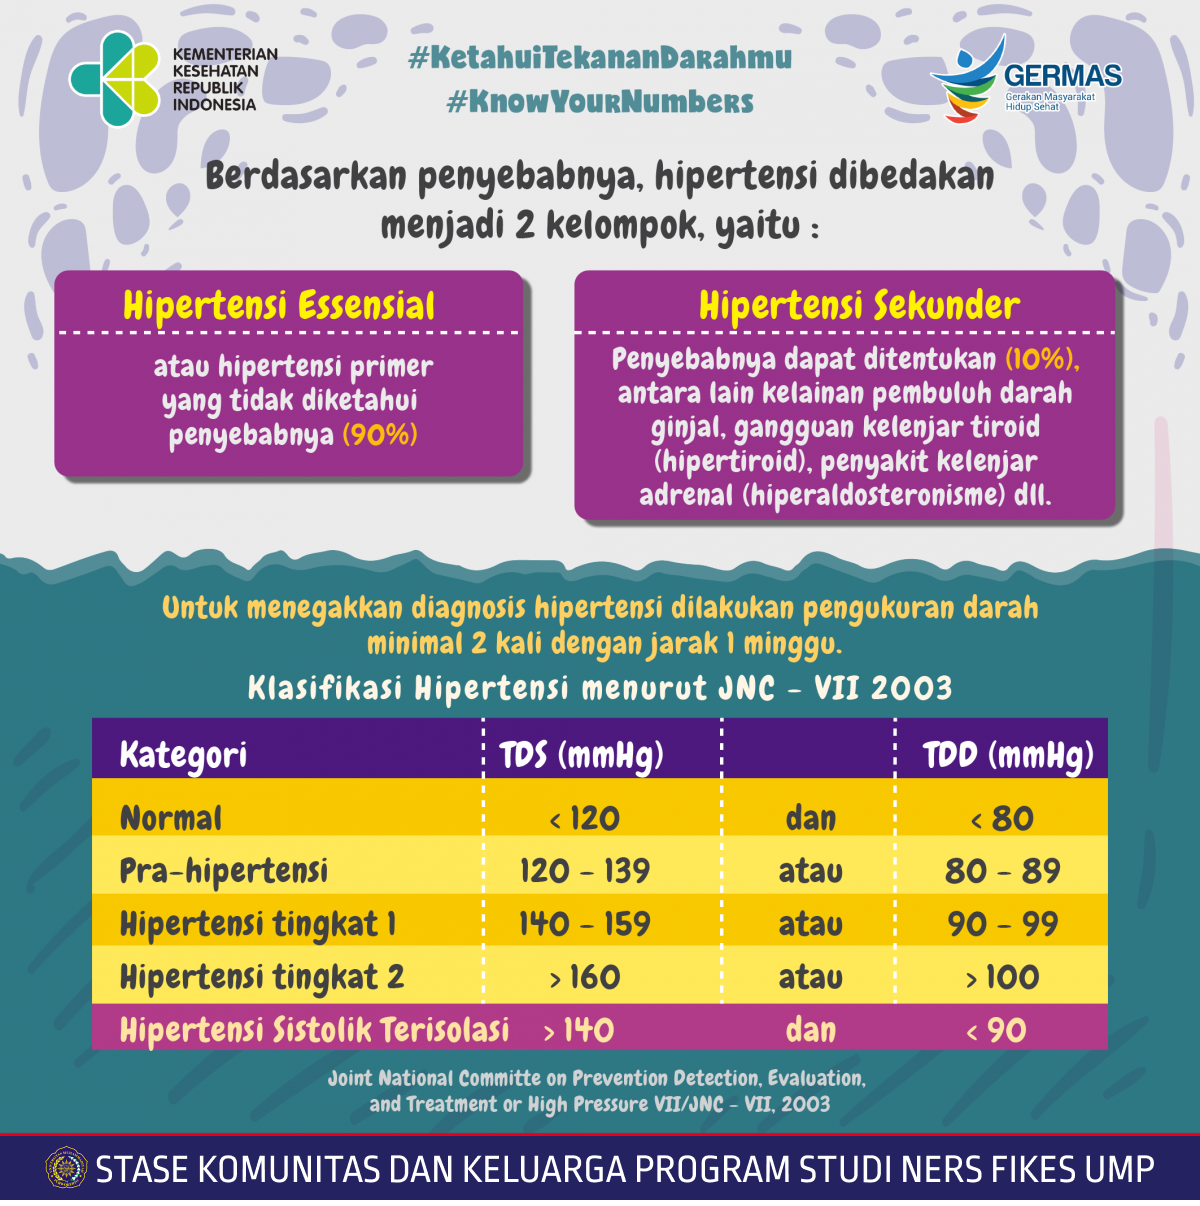 KEMENTERIAN
KESEHATAN
REPUBLIK
INDONESIA
#KetahuiTekananDarahmu
#KnowYourNumbers
GERMAS
Gerakan Masyarakat
Hidup Sehat
Berdasarkan penyebabnya, hipertensi dibedakan
menjadi 2 kelompok, yaitu :
Hipertensi Essensial
atau hipertensi primer
yang tidak diketahui
penyebabnya (90%)
Hipertensi Sekunder
Penyebabnya dapat ditentukan (10%),
antara lain kelainan pembuluh darah
ginjal, gangguan kelenjar tiroid
(hipertiroid), penyakit kelenjar
adrenal (hiperaldosteronisme) dll.
Untuk menegakkan diagnosis hipertensi dilakukan pengukuran darah
minimal 2 kali dengan jarak 1 minggu.
Klasifikasi Hipertensi menurut JNC - VII 2003
Kategori TDS (mmHg) TDD (mmHg)
Normal < 120 dan < 80
Pra-hipertensi 120 - 139 atau 80 - 89
Hipertensi tingkat 1 140 - 159 atau 90 - 99
Hipertensi tingkat 2 > 160 atau > 100
Hipertensi Sistolik Terisolasi > 140 dan < 90
Joint National Committe on Prevention Detection, Evaluation,
and Treatment or High Pressure VII/JNC - VII, 2003
STASE KOMUNITAS DAN KELUARGA PROGRAM STUDI NERS FIKES UMP